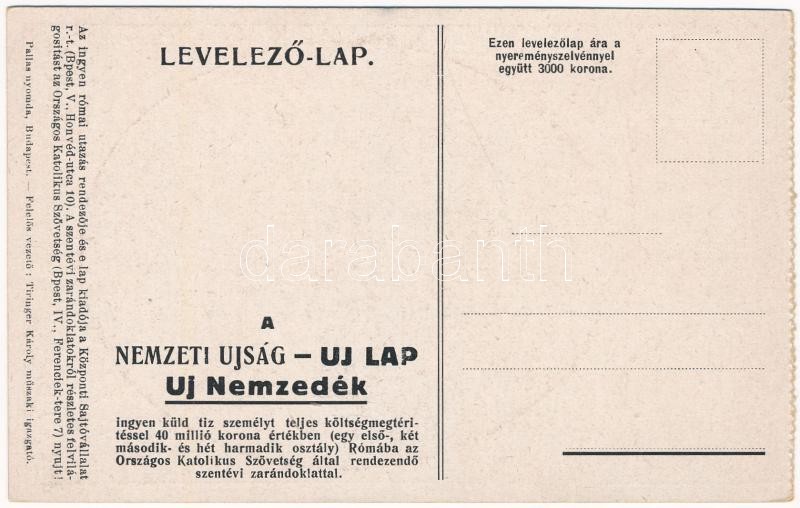 LEVELEZŐ-LAP.
Ezen levelezőlap ára a
nyereményszelvénnyel
együtt 3000 korona.
A
NEMZETI UJSÁG – UJ LAP
Uj Nemzedék
ingyen küld tiz személyt teljes költségmegtéri-
téssel 40 millió korona értékben (egy első-, két
második- és hét harmadik osztály) Rómába az
Országos Katolikus Szövetség által rendezendő
szentévi zarándoklattal.
Az ingyen római utazás rendezője és e lap kiadója a Központi Sajtóvállalat
r.-t. (Bpest, V., Honvéd-utca 10). A szentévi zarándoklatokról részletes felvilá-
gositást az Országos Katolikus Szövetség (Bpest, IV., Ferenciek-tere 7) nyujt!
Pallas nyomda, Budapest. — Felelős vezető : Tiringer Károly műszaki igazgató.
darabanth